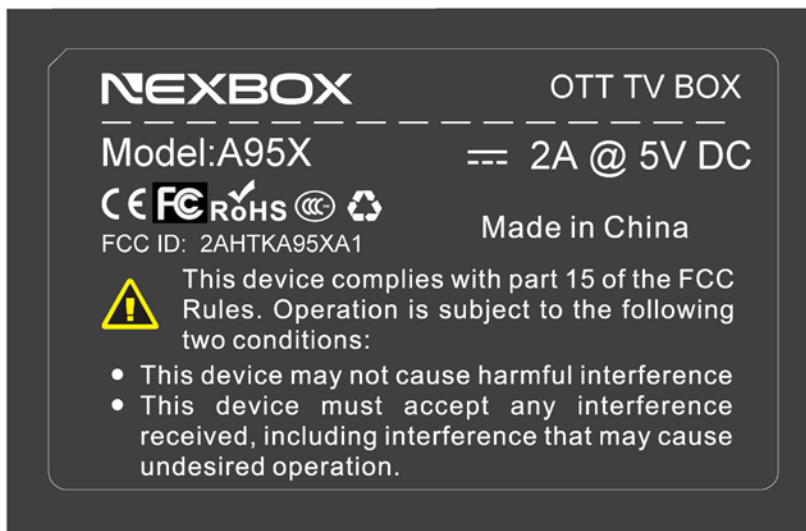 NEXBOX OTT TV BOX
Model:A95X 2A @ 5V DC
CE FC RoHS CCC
Made in China
FCC ID: 2AHTKA95XA1
This device complies with part 15 of the FCC
Rules. Operation is subject to the following
two conditions:
• This device may not cause harmful interference
• This device must accept any interference
received, including interference that may cause
undesired operation.